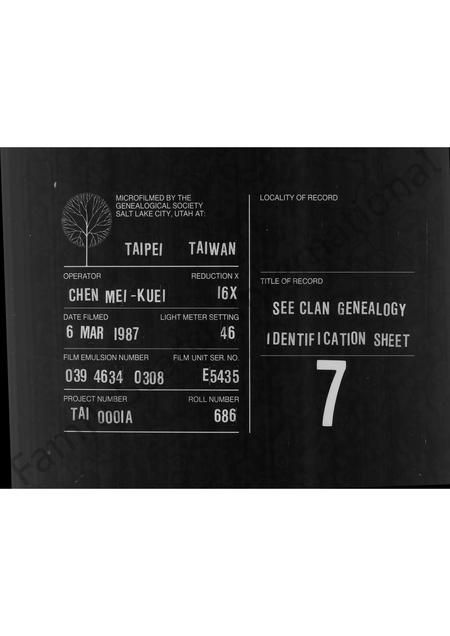 MICROFILMED BY THE
GENEALOGICAL SOCIETY
SALT LAKE CITY, UTAH AT:
TAIPEI TAIWAN
OPERATOR REDUCTION X
CHEN MEI-KUEI 16X
DATE FILMED LIGHT METER SETTING
6 MAR 1987 46
FILM EMULSION NUMBER FILM UNIT SER. NO.
039 4634 0308 E5435
PROJECT NUMBER ROLL NUMBER
TAI 0001A 686
LOCALITY OF RECORD
TITLE OF RECORD
SEE CLAN GENEALOGY
IDENTIFICATION SHEET
7